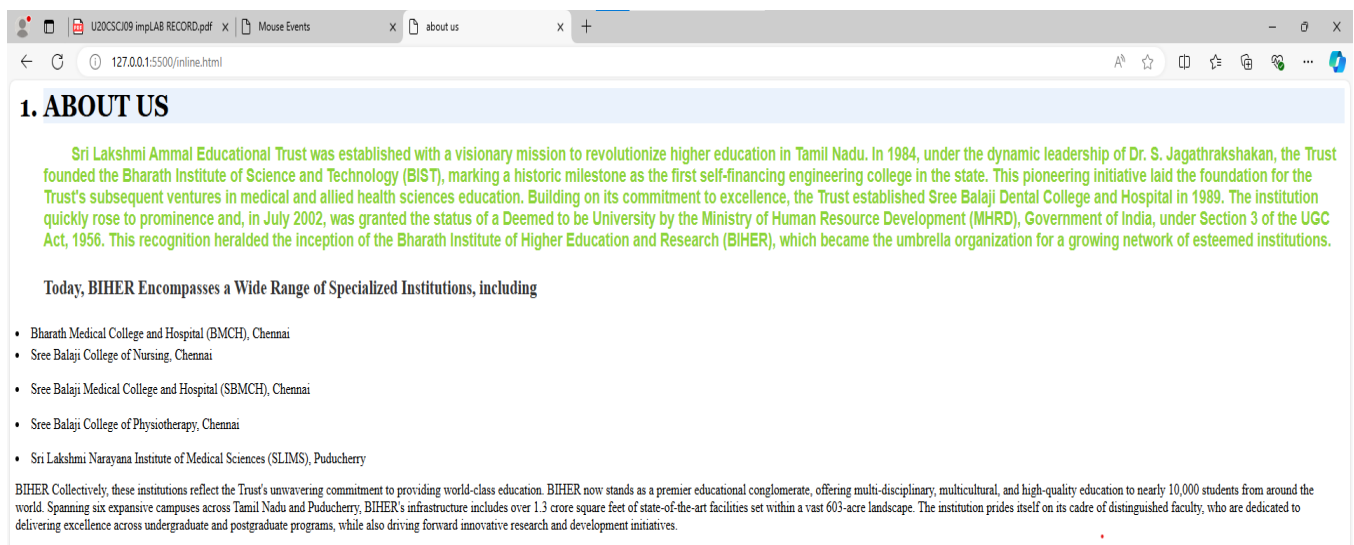 U20CSCJ09 impLAB RECORD.pdf
Mouse Events
about us
127.0.0.1:5500/inline.html
1. ABOUT US
Sri Lakshmi Ammal Educational Trust was established with a visionary mission to revolutionize higher education in Tamil Nadu. In 1984, under the dynamic leadership of Dr. S. Jagathrakshakan, the Trust
founded the Bharath Institute of Science and Technology (BIST), marking a historic milestone as the first self-financing engineering college in the state. This pioneering initiative laid the foundation for the
Trust's subsequent ventures in medical and allied health sciences education. Building on its commitment to excellence, the Trust established Sree Balaji Dental College and Hospital in 1989. The institution
quickly rose to prominence and, in July 2002, was granted the status of a Deemed to be University by the Ministry of Human Resource Development (MHRD), Government of India, under Section 3 of the UGC
Act, 1956. This recognition heralded the inception of the Bharath Institute of Higher Education and Research (BIHER), which became the umbrella organization for a growing network of esteemed institutions.
Today, BIHER Encompasses a Wide Range of Specialized Institutions, including
• Bharath Medical College and Hospital (BMCH), Chennai
• Sree Balaji College of Nursing, Chennai
• Sree Balaji Medical College and Hospital (SBMCH), Chennai
• Sree Balaji College of Physiotherapy, Chennai
• Sri Lakshmi Narayana Institute of Medical Sciences (SLIMS), Puducherry
BIHER Collectively, these institutions reflect the Trust's unwavering commitment to providing world-class education. BIHER now stands as a premier educational conglomerate, offering multi-disciplinary, multicultural, and high-quality education to nearly 10,000 students from around the
world. Spanning six expansive campuses across Tamil Nadu and Puducherry, BIHER's infrastructure includes over 1.3 crore square feet of state-of-the-art facilities set within a vast 603-acre landscape. The institution prides itself on its cadre of distinguished faculty, who are dedicated to
delivering excellence across undergraduate and postgraduate programs, while also driving forward innovative research and development initiatives.